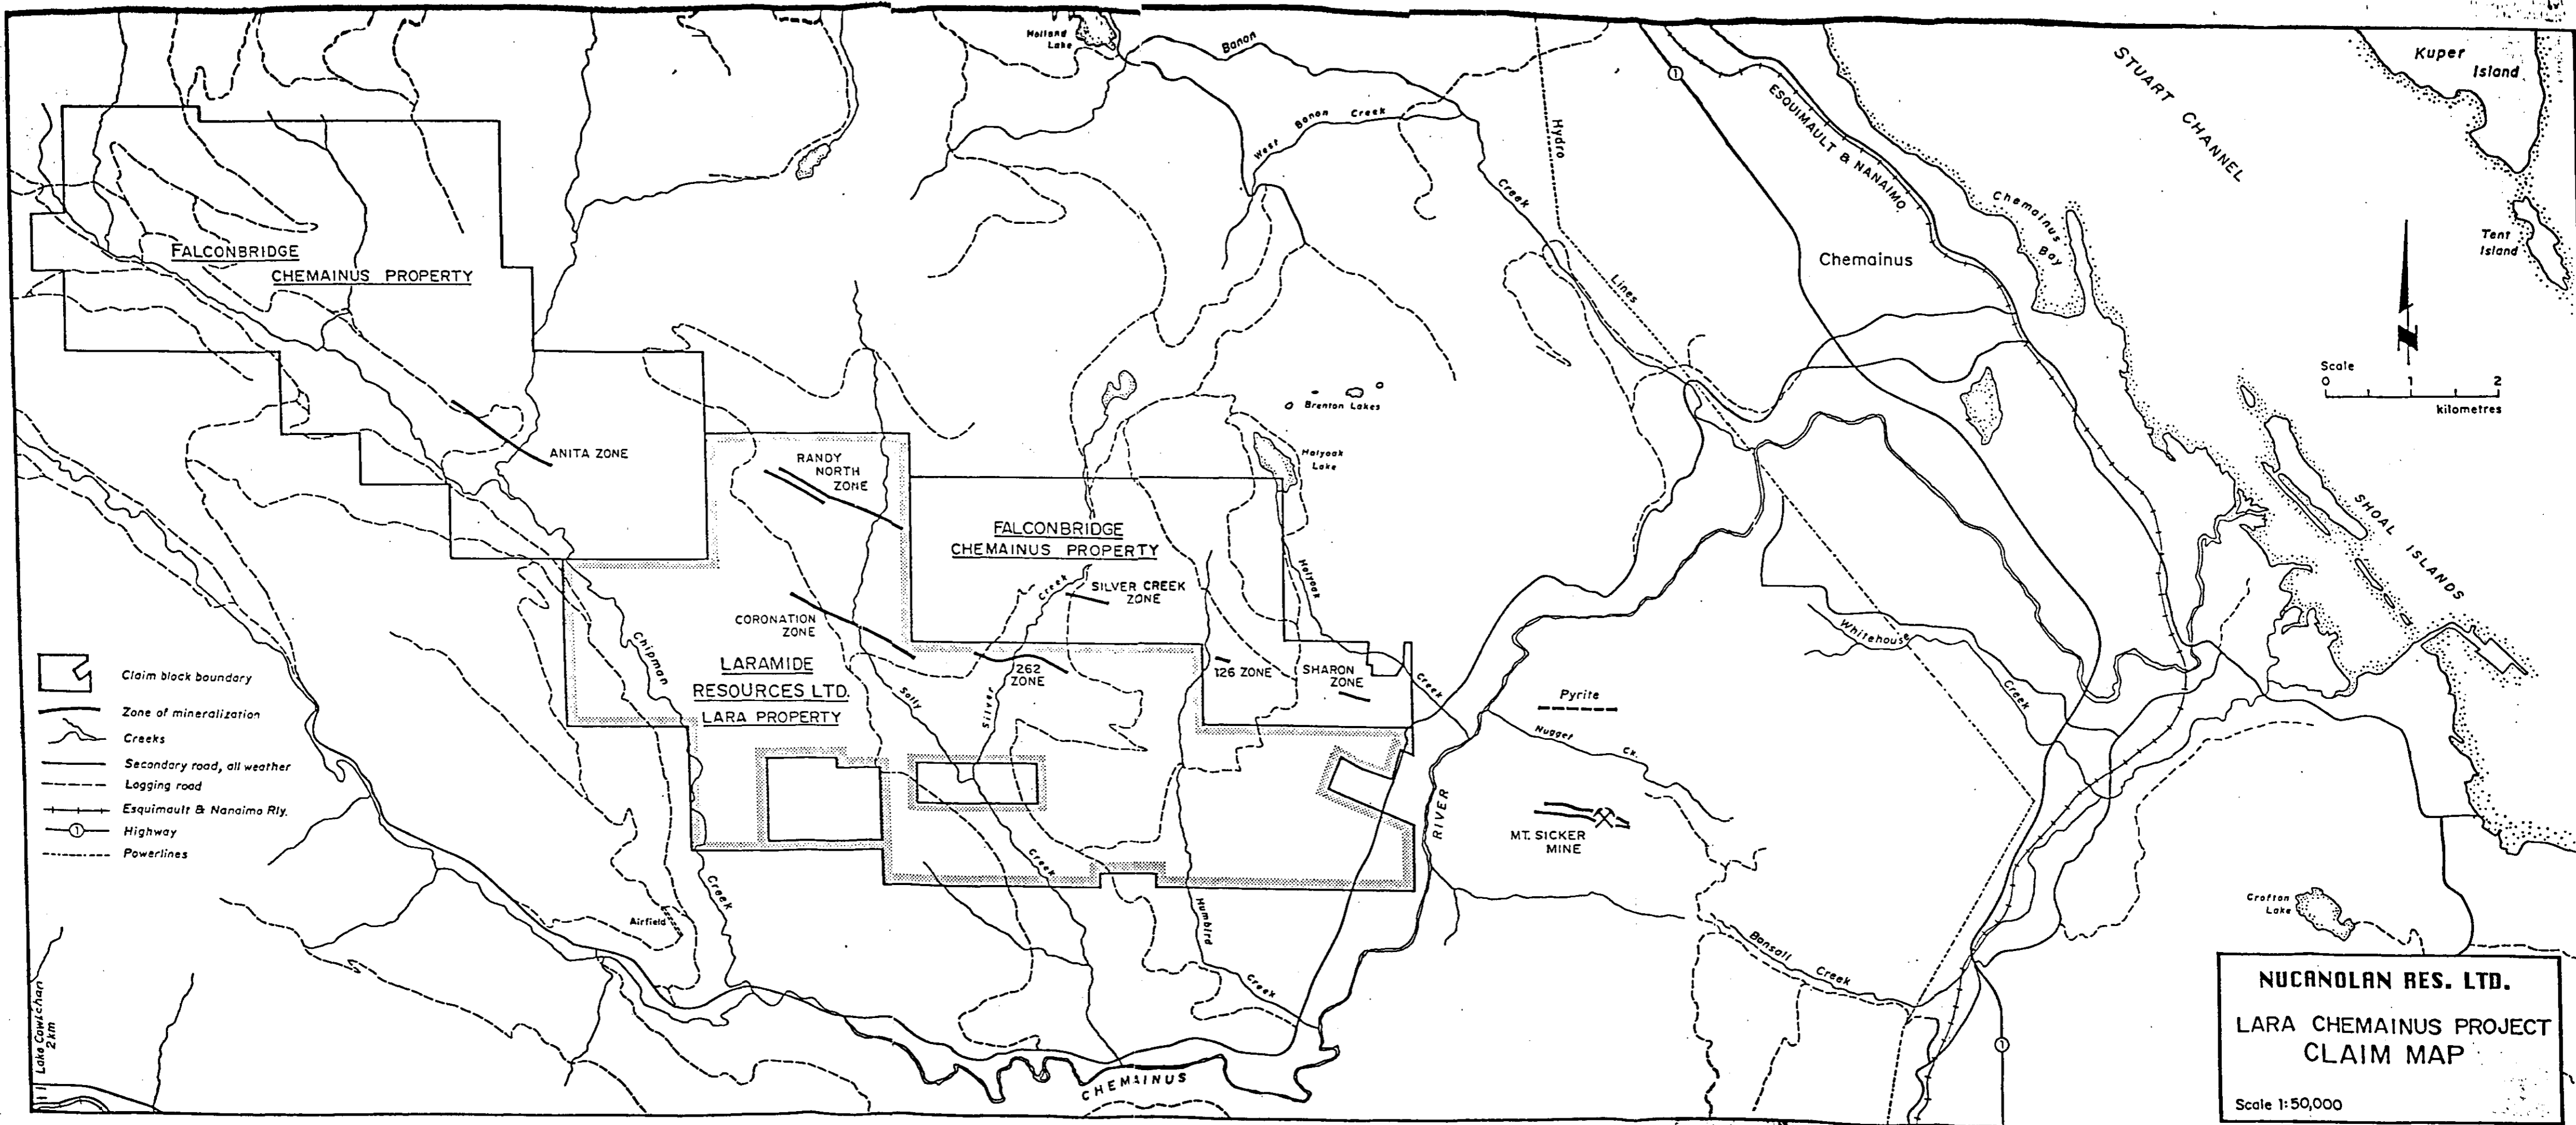 Holland
Lake
Banon
West Banon Creek
Creek
Hydro
Lines
1
ESQUIMAULT & NANAIMO
STUART CHANNEL
Kuper
Island
Tent
Island
Chemainus
Bay
Chemainus
Scale
0 1 2
kilometres
FALCONBRIDGE
CHEMAINUS PROPERTY
ANITA ZONE
RANDY
NORTH
ZONE
Brenton Lakes
Holyoak
Lake
FALCONBRIDGE
CHEMAINUS PROPERTY
SILVER CREEK
ZONE
Creek
Holyoak
Creek
CORONATION
ZONE
LARAMIDE
RESOURCES LTD.
LARA PROPERTY
262
ZONE
126 ZONE
SHARON
ZONE
Chipman
Creek
Solly
Creek
Silver
Humbird
Creek
Pyrite
Nugget Ck.
MT. SICKER
MINE
RIVER
Whitehouse
Creek
SHOAL ISLANDS
Bonsall Creek
Crofton
Lake
Airfield
CHEMAINUS
1
Lake Cowichan
2 km
Claim block boundary
Zone of mineralization
Creeks
Secondary road, all weather
Logging road
Esquimault & Nanaimo Rly.
1 Highway
Powerlines
NUCANOLAN RES. LTD.
LARA CHEMAINUS PROJECT
CLAIM MAP
Scale 1:50,000